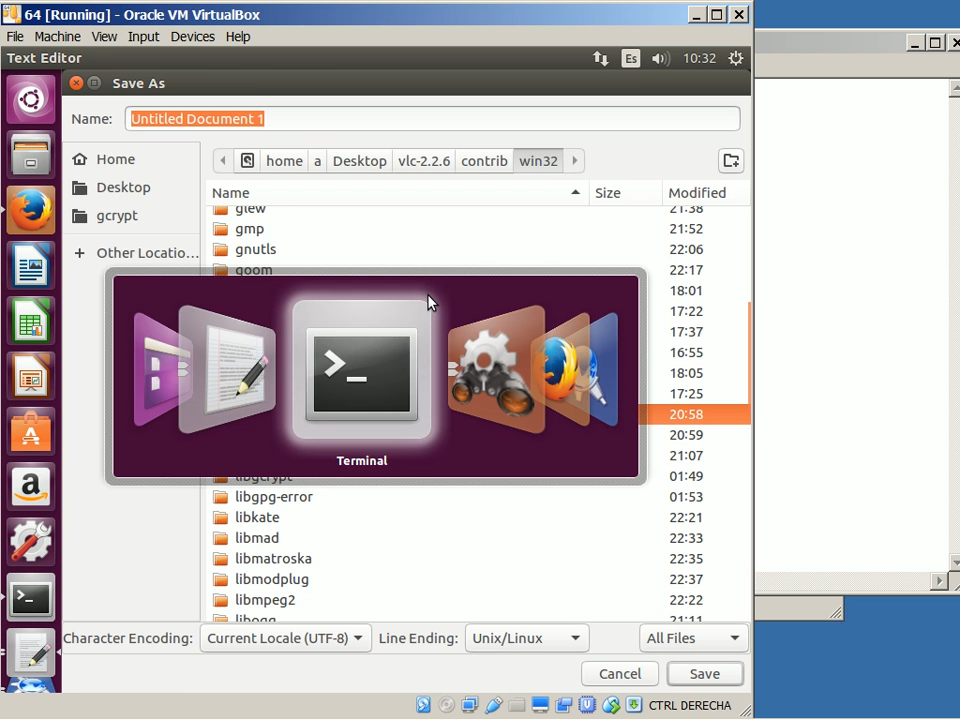 64 [Running] - Oracle VM VirtualBox
File Machine View Input Devices Help
Text Editor Es 10:32
Save As
Name: Untitled Document 1
Home
Desktop
gcrypt
Other Locatio...
home a Desktop vlc-2.2.6 contrib win32
Name Size Modified
glew 21:38
gmp 21:52
gnutls 22:06
goom 22:17
18:01
17:22
17:37
16:55
18:05
17:25
20:58
20:59
21:07
libgcrypt 01:49
libgpg-error 01:53
libkate 22:21
libmad 22:33
libmatroska 22:35
libmodplug 22:37
libmpeg2 22:22
libogg 21:11
Terminal
Character Encoding: Current Locale (UTF-8) Line Ending: Unix/Linux All Files
Cancel Save
CTRL DERECHA